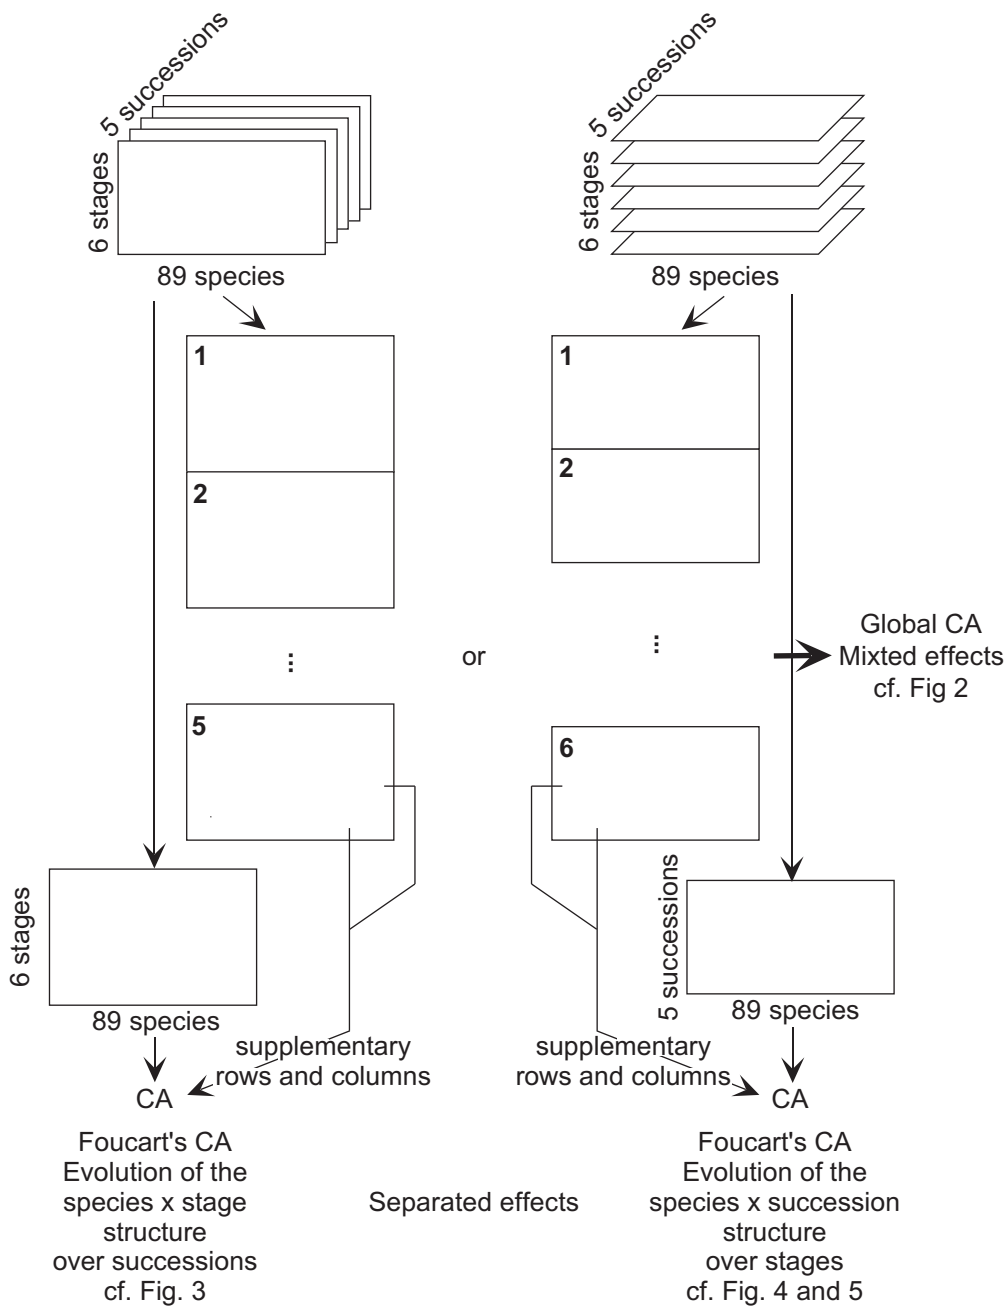 5 successions
6 stages
89 species
5 successions
6 stages
89 species
1
2
...
5
or
1
2
...
6
Global CA
Mixted effects
cf. Fig 2
6 stages
89 species
supplementary
rows and columns
CA
Foucart's CA
Evolution of the
species x stage
structure
over successions
cf. Fig. 3
Separated effects
5 successions
89 species
supplementary
rows and columns
CA
Foucart's CA
Evolution of the
species x succession
structure
over stages
cf. Fig. 4 and 5